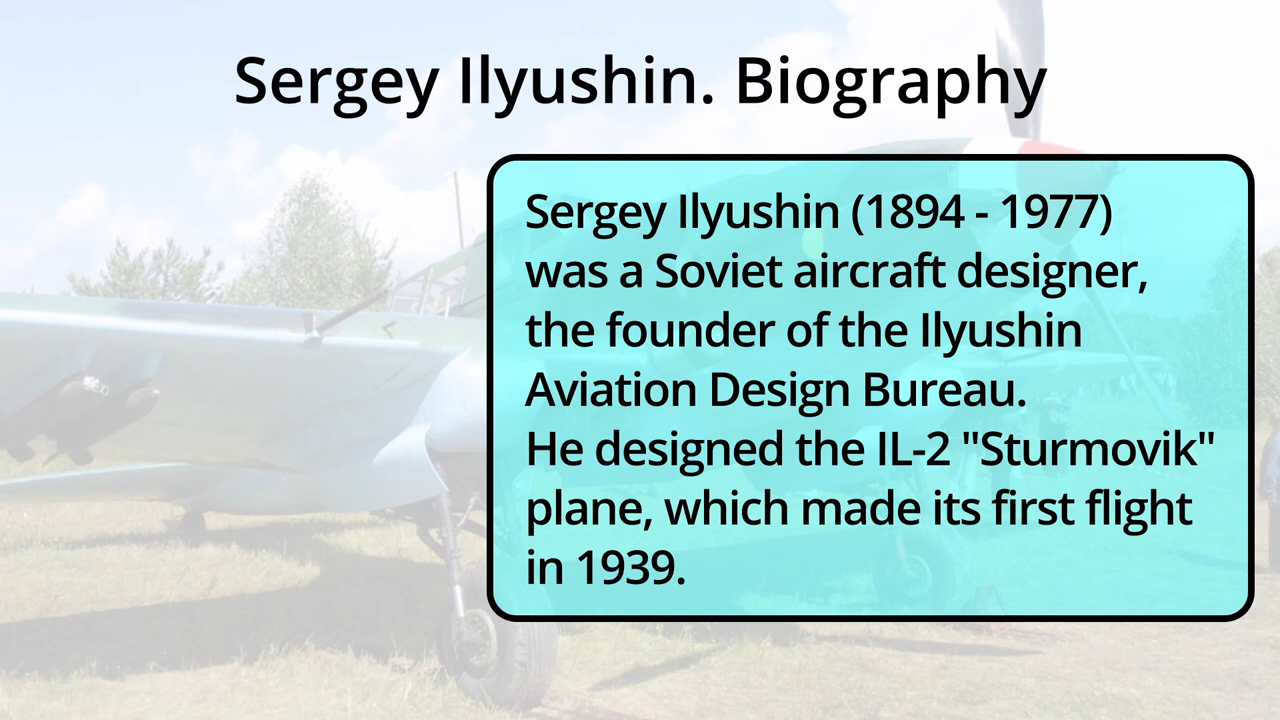 Sergey Ilyushin. Biography
Sergey Ilyushin (1894 - 1977)
was a Soviet aircraft designer,
the founder of the Ilyushin
Aviation Design Bureau.
He designed the IL-2 "Sturmovik"
plane, which made its first flight
in 1939.